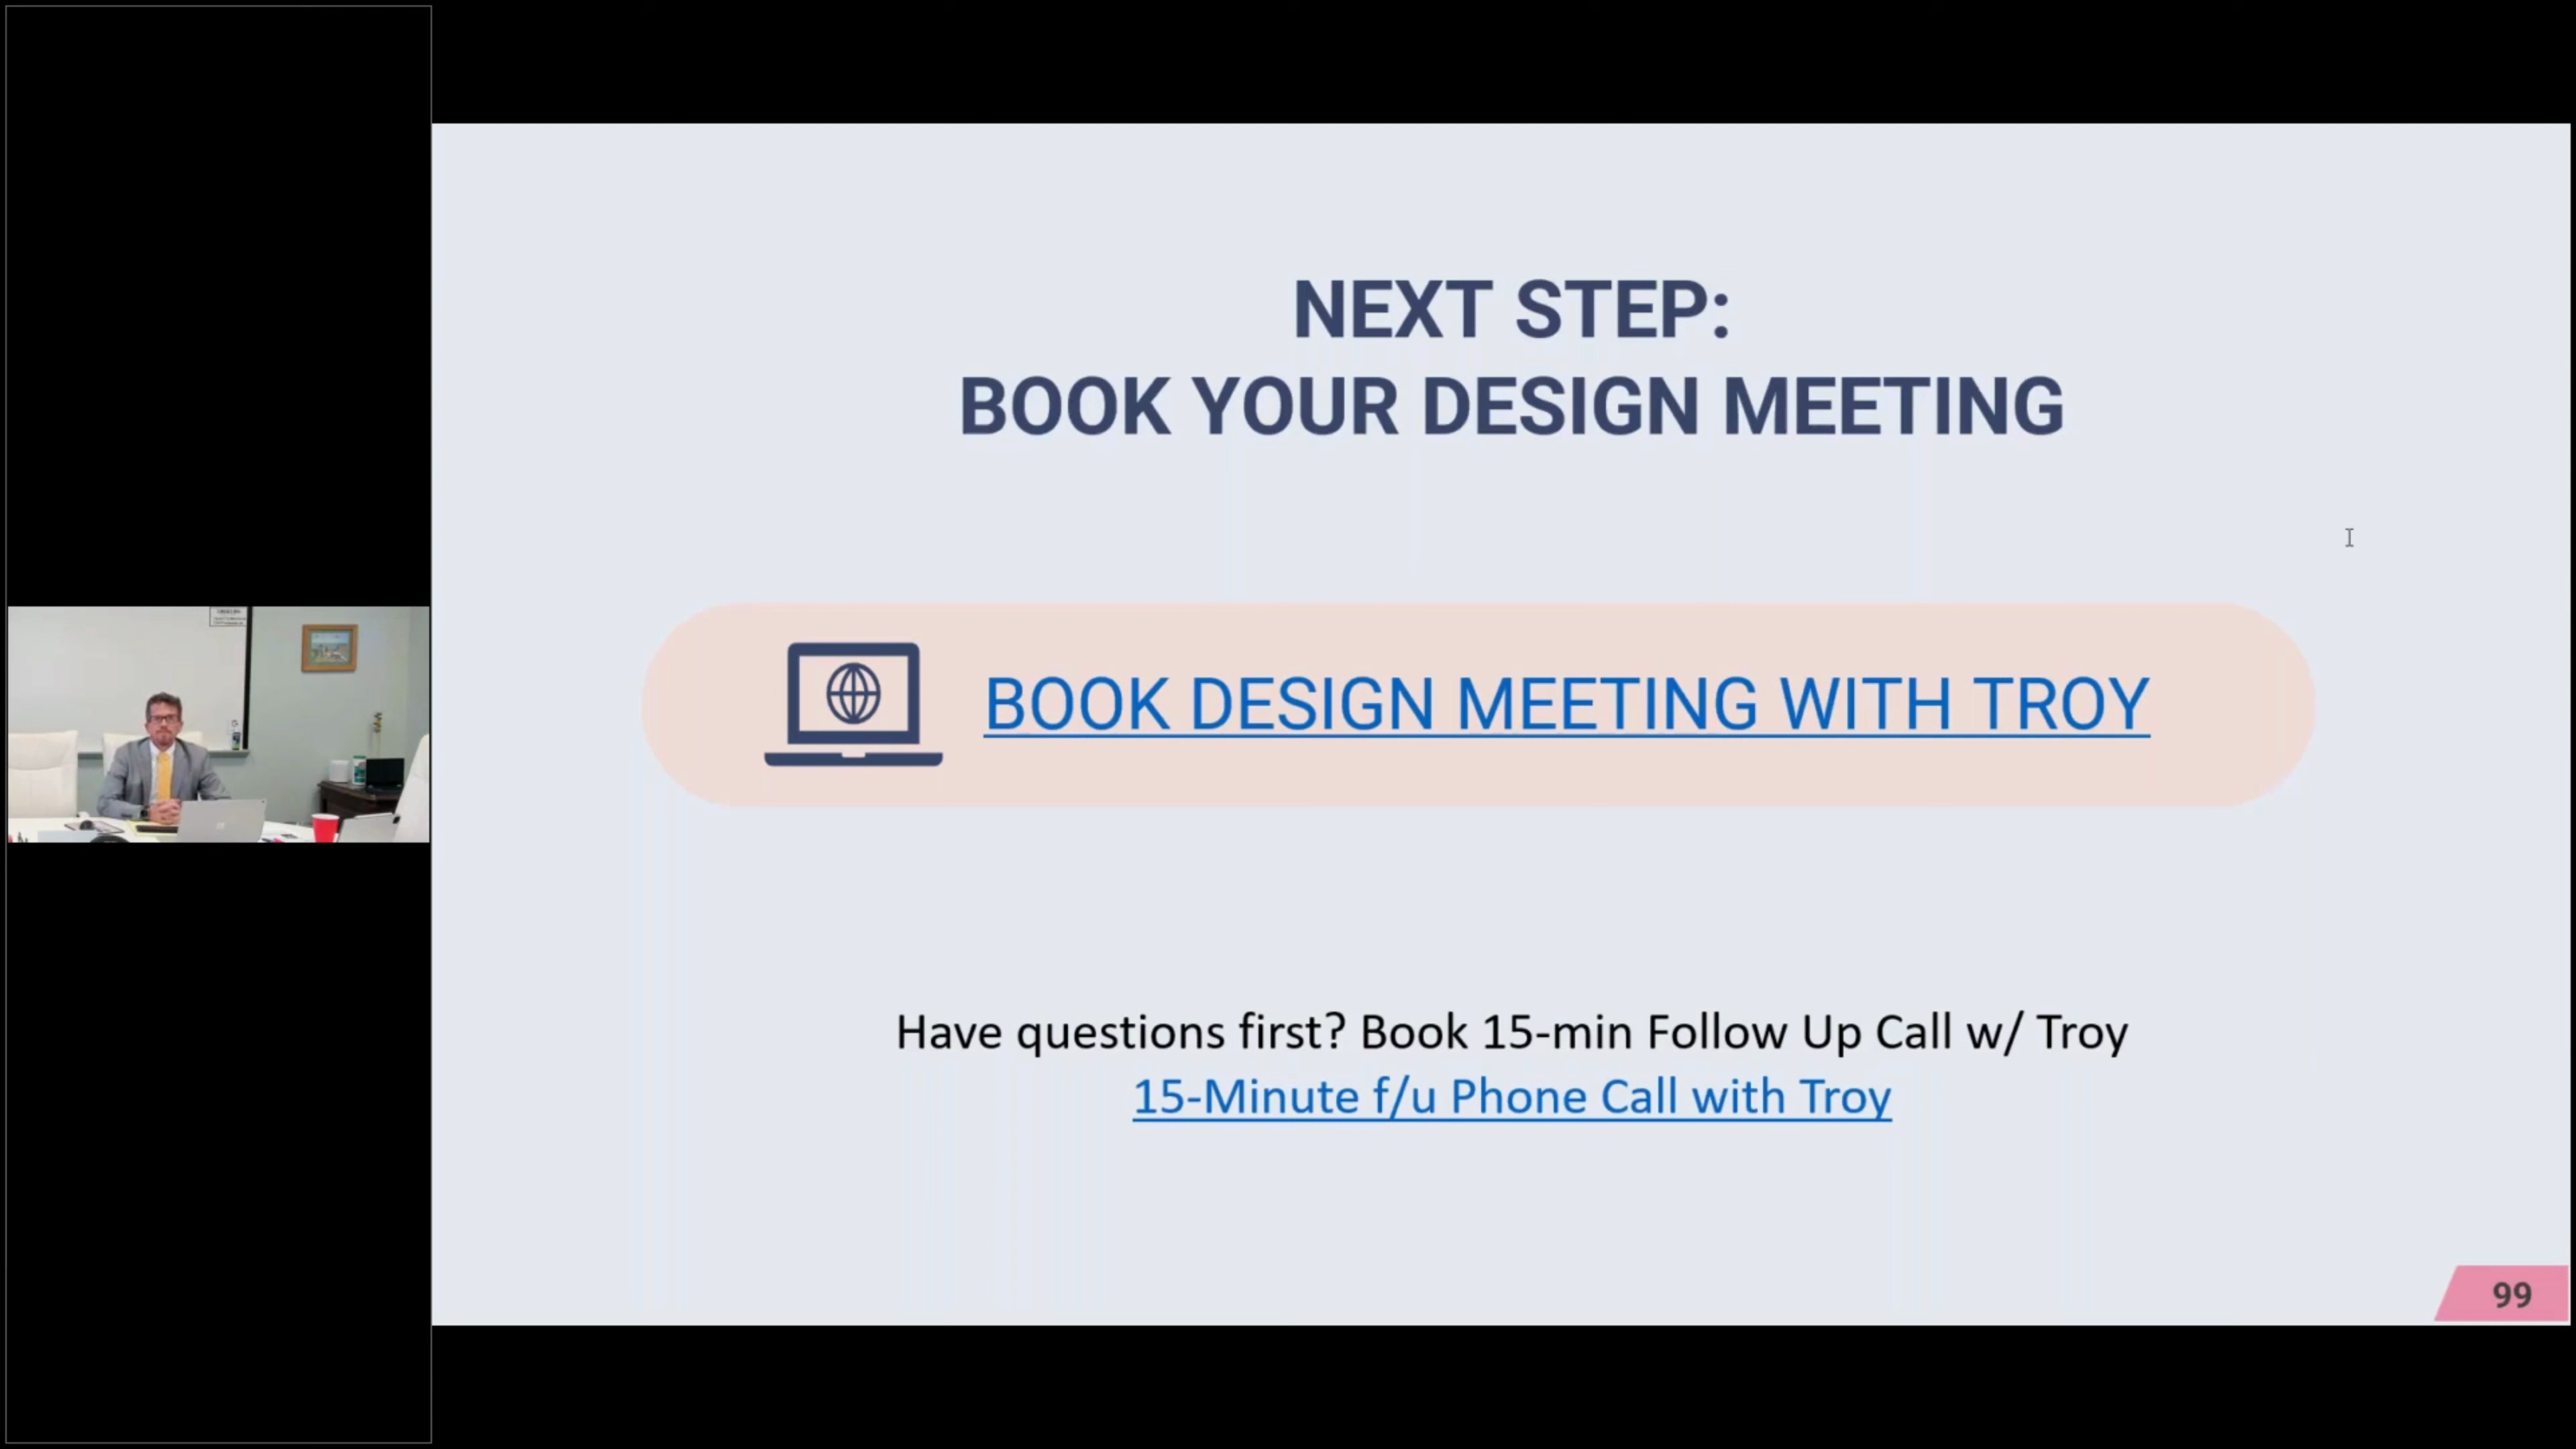 NEXT STEP:
BOOK YOUR DESIGN MEETING
BOOK DESIGN MEETING WITH TROY
Have questions first? Book 15-min Follow Up Call w/ Troy
15-Minute f/u Phone Call with Troy
99